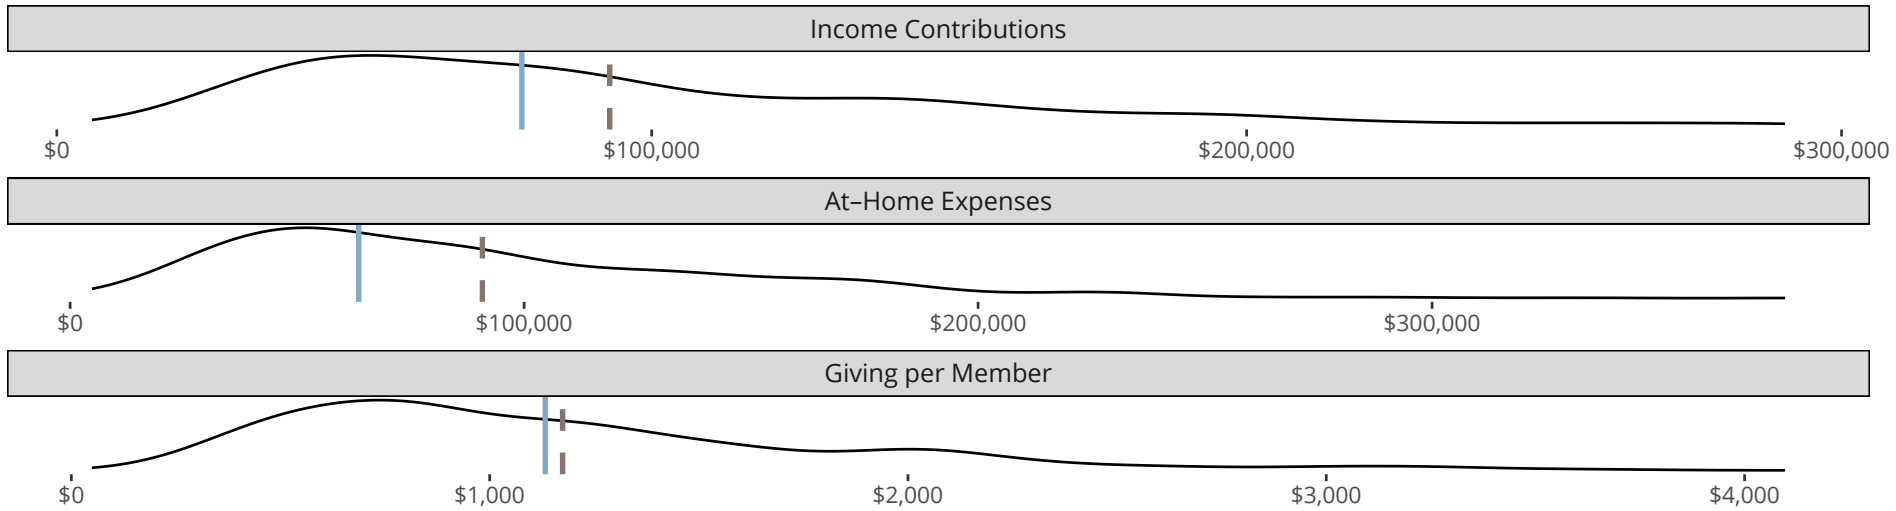 Income Contributions
$0 $100,000 $200,000 $300,000
At–Home Expenses
$0 $100,000 $200,000 $300,000
Giving per Member
$0 $1,000 $2,000 $3,000 $4,000